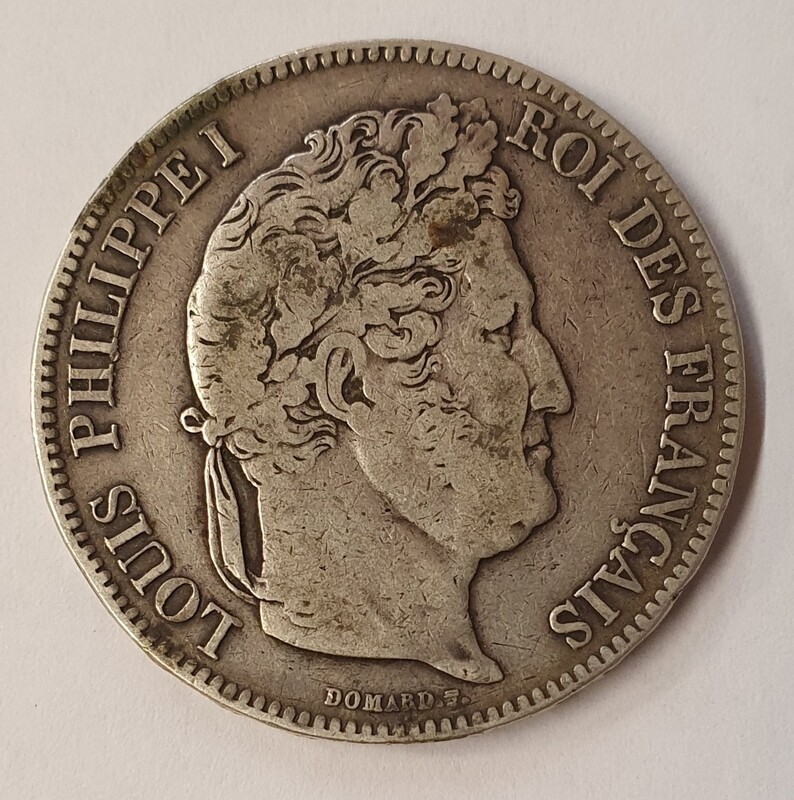 LOUIS PHILIPPE I ROI DES FRANÇAIS
DOMARD.